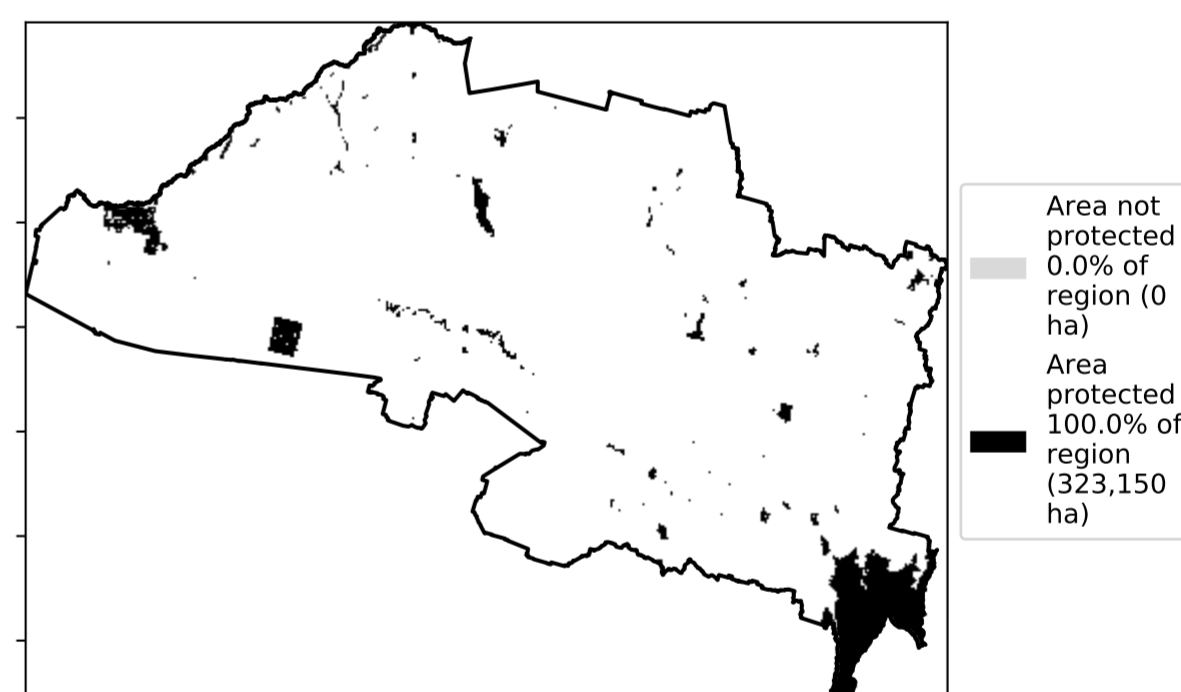 Area not
protected
0.0% of
region (0
ha)
Area
protected
100.0% of
region
(323,150
ha)